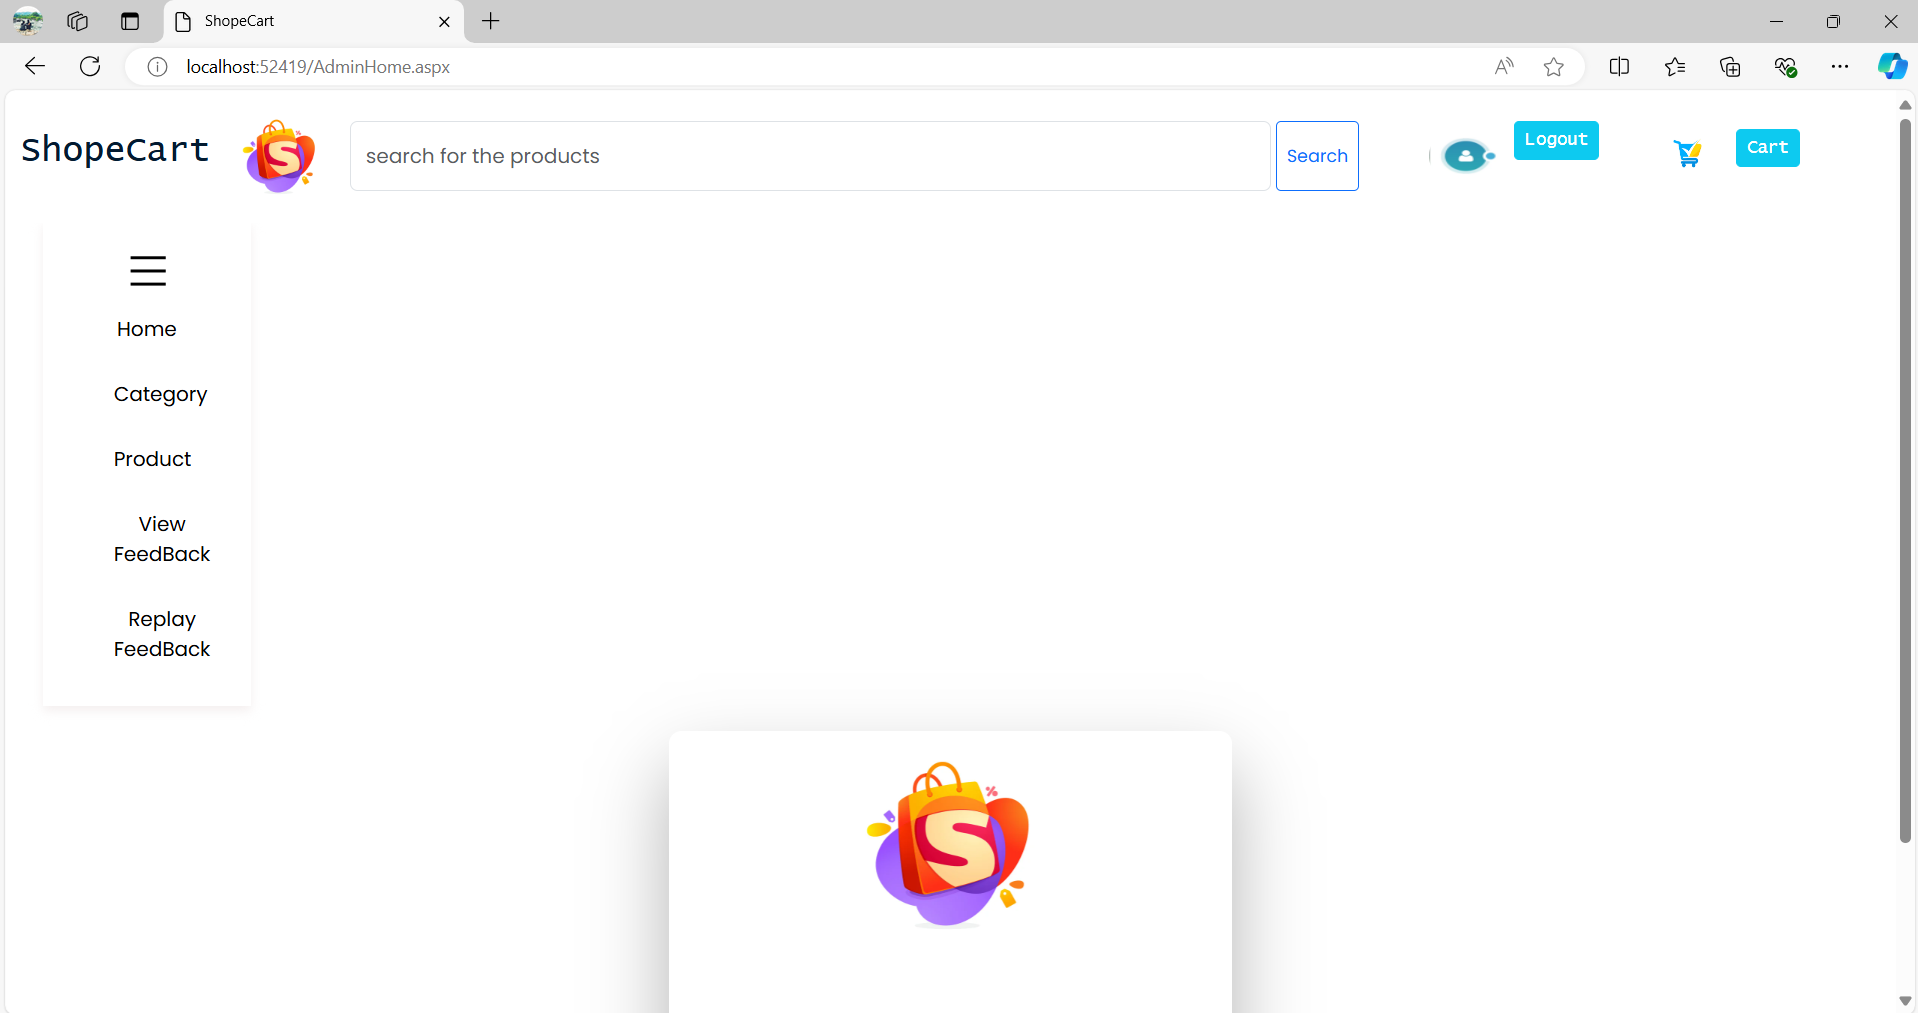 ShopeCart
localhost:52419/AdminHome.aspx
ShopeCart
search for the products
Search
Logout
Cart
Home
Category
Product
View
FeedBack
Replay
FeedBack